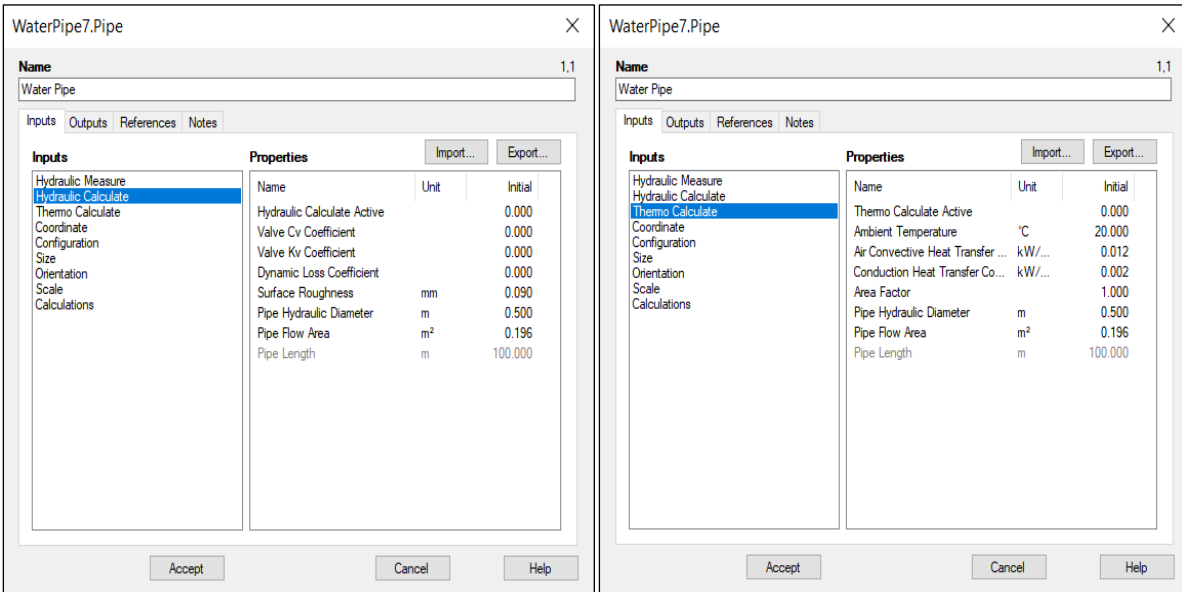 WaterPipe7.Pipe
Name 1,1
Water Pipe
Inputs Outputs References Notes
Inputs Properties Import... Export...
Hydraulic Measure
Hydraulic Calculate
Thermo Calculate
Coordinate
Configuration
Size
Orientation
Scale
Calculations
Name Unit Initial
Hydraulic Calculate Active 0.000
Valve Cv Coefficient 0.000
Valve Kv Coefficient 0.000
Dynamic Loss Coefficient 0.000
Surface Roughness mm 0.090
Pipe Hydraulic Diameter m 0.500
Pipe Flow Area m² 0.196
Pipe Length m 100.000
Accept Cancel Help
WaterPipe7.Pipe
Name 1,1
Water Pipe
Inputs Outputs References Notes
Inputs Properties Import... Export...
Hydraulic Measure
Hydraulic Calculate
Thermo Calculate
Coordinate
Configuration
Size
Orientation
Scale
Calculations
Name Unit Initial
Thermo Calculate Active 0.000
Ambient Temperature °C 20.000
Air Convective Heat Transfer ... kW/... 0.012
Conduction Heat Transfer Co... kW/... 0.002
Area Factor 1.000
Pipe Hydraulic Diameter m 0.500
Pipe Flow Area m² 0.196
Pipe Length m 100.000
Accept Cancel Help